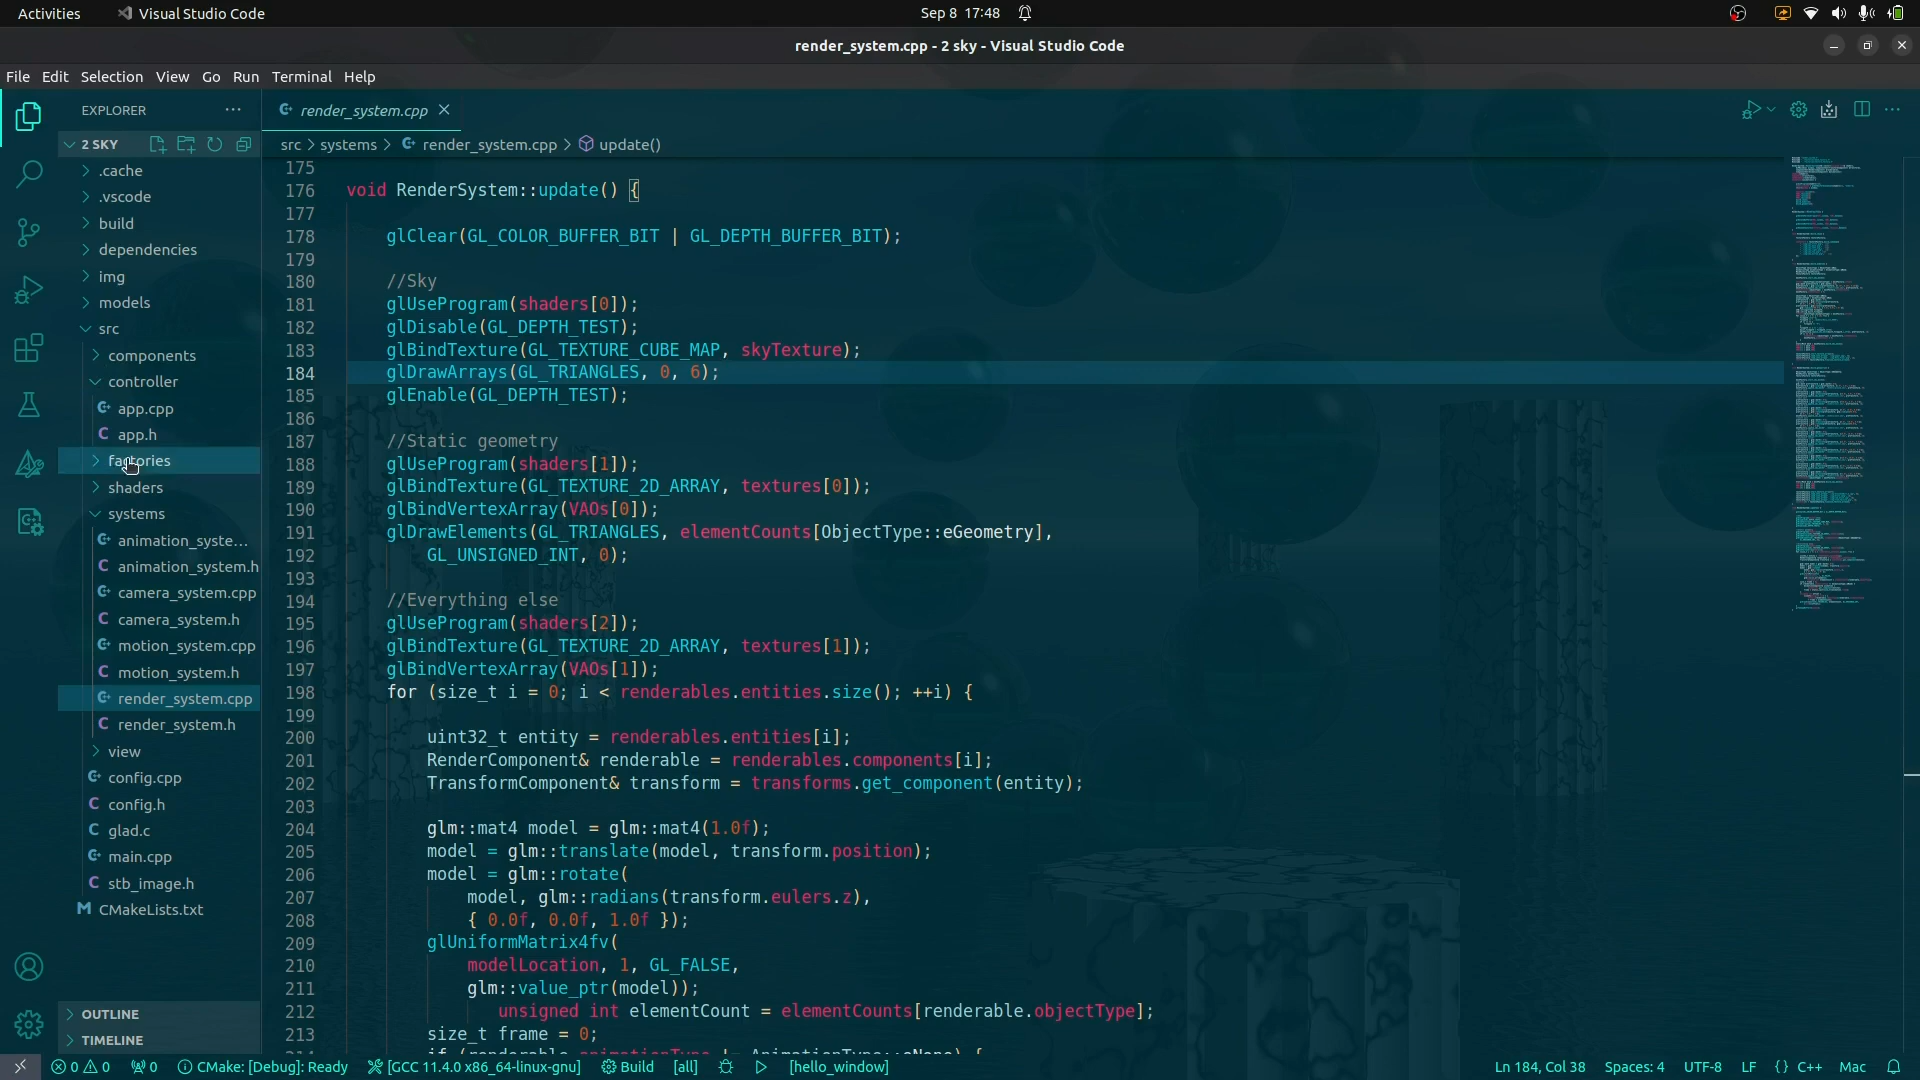 Activities
Visual Studio Code
Sep 8 17:48
render_system.cpp - 2 sky - Visual Studio Code
File Edit Selection View Go Run Terminal Help
EXPLORER
2 SKY
.cache
.vscode
build
dependencies
img
models
src
components
controller
app.cpp
app.h
factories
shaders
systems
animation_syste...
animation_system.h
camera_system.cpp
camera_system.h
motion_system.cpp
motion_system.h
render_system.cpp
render_system.h
view
config.cpp
config.h
glad.c
main.cpp
stb_image.h
CMakeLists.txt
OUTLINE
TIMELINE
render_system.cpp
src > systems > render_system.cpp > update()
175
176 void RenderSystem::update() {
177
178 glClear(GL_COLOR_BUFFER_BIT | GL_DEPTH_BUFFER_BIT);
179
180 //Sky
181 glUseProgram(shaders[0]);
182 glDisable(GL_DEPTH_TEST);
183 glBindTexture(GL_TEXTURE_CUBE_MAP, skyTexture);
184 glDrawArrays(GL_TRIANGLES, 0, 6);
185 glEnable(GL_DEPTH_TEST);
186
187 //Static geometry
188 glUseProgram(shaders[1]);
189 glBindTexture(GL_TEXTURE_2D_ARRAY, textures[0]);
190 glBindVertexArray(VAOs[0]);
191 glDrawElements(GL_TRIANGLES, elementCounts[ObjectType::eGeometry],
192 GL_UNSIGNED_INT, 0);
193
194 //Everything else
195 glUseProgram(shaders[2]);
196 glBindTexture(GL_TEXTURE_2D_ARRAY, textures[1]);
197 glBindVertexArray(VAOs[1]);
198 for (size_t i = 0; i < renderables.entities.size(); ++i) {
199
200 uint32_t entity = renderables.entities[i];
201 RenderComponent& renderable = renderables.components[i];
202 TransformComponent& transform = transforms.get_component(entity);
203
204 glm::mat4 model = glm::mat4(1.0f);
205 model = glm::translate(model, transform.position);
206 model = glm::rotate(
207 model, glm::radians(transform.eulers.z),
208 { 0.0f, 0.0f, 1.0f });
209 glUniformMatrix4fv(
210 modelLocation, 1, GL_FALSE,
211 glm::value_ptr(model));
212 unsigned int elementCount = elementCounts[renderable.objectType];
213 size_t frame = 0;
0 0 0 CMake: [Debug]: Ready [GCC 11.4.0 x86_64-linux-gnu] Build [all] [hello_window] Ln 184, Col 38 Spaces: 4 UTF-8 LF {} C++ Mac